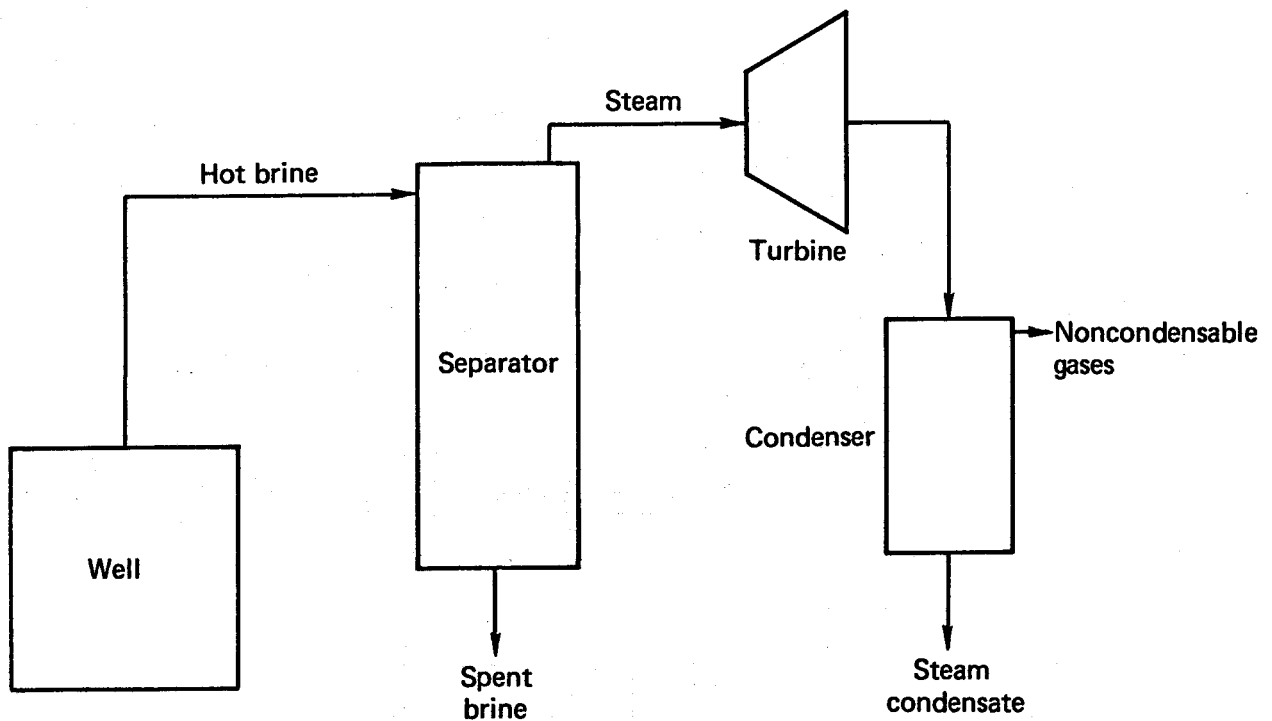 Steam
Hot brine
Turbine
Separator
Noncondensable
gases
Condenser
Well
Spent
brine
Steam
condensate